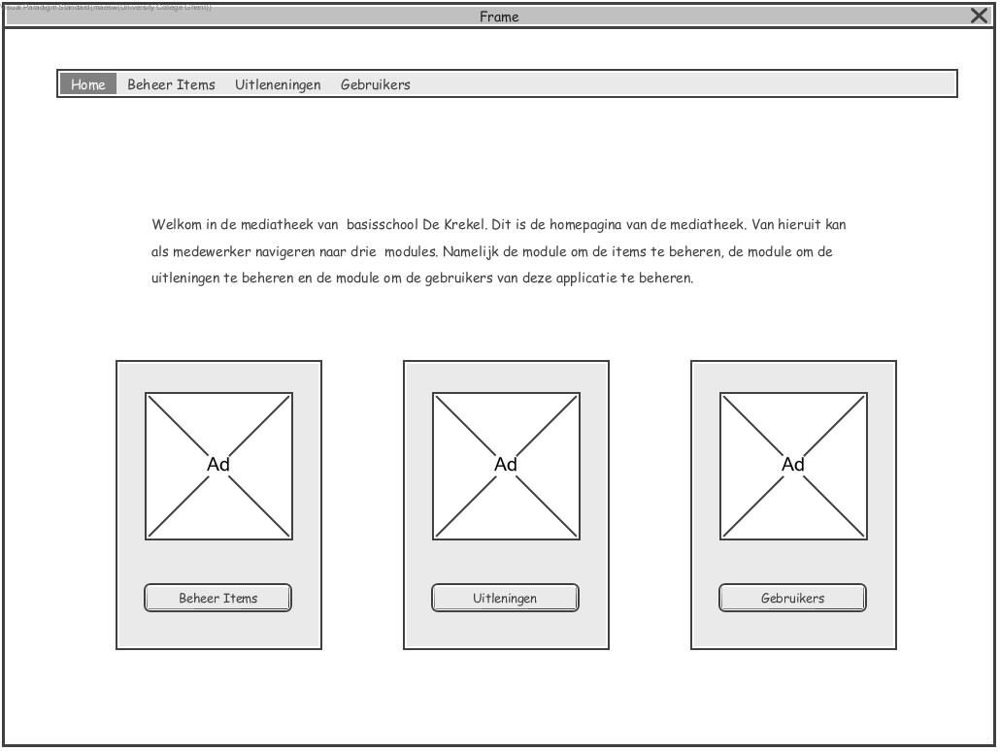 Visual Paradigm Standard(maesw(University College Ghent))
Frame
Home Beheer Items Uitleneningen Gebruikers
Welkom in de mediatheek van basisschool De Krekel. Dit is de homepagina van de mediatheek. Van hieruit kan
als medewerker navigeren naar drie modules. Namelijk de module om de items te beheren, de module om de
uitleningen te beheren en de module om de gebruikers van deze applicatie te beheren.
Ad Ad Ad
Beheer Items Uitleningen Gebruikers